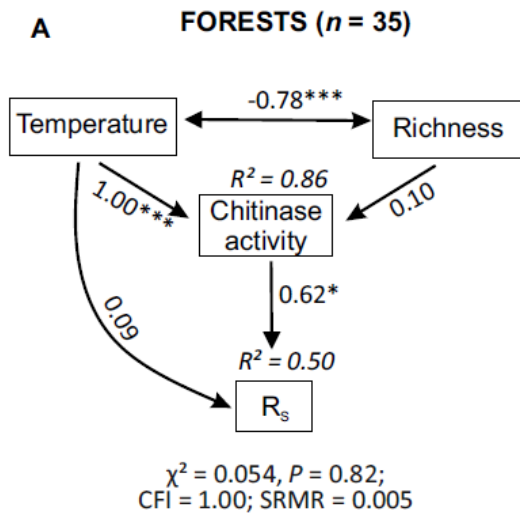 A FORESTS (n = 35)
-0.78***
Temperature
Richness
1.00***
R² = 0.86
0.10
Chitinase
activity
0.62*
0.09
R² = 0.50
Rₛ
χ² = 0.054, P = 0.82;
CFI = 1.00; SRMR = 0.005